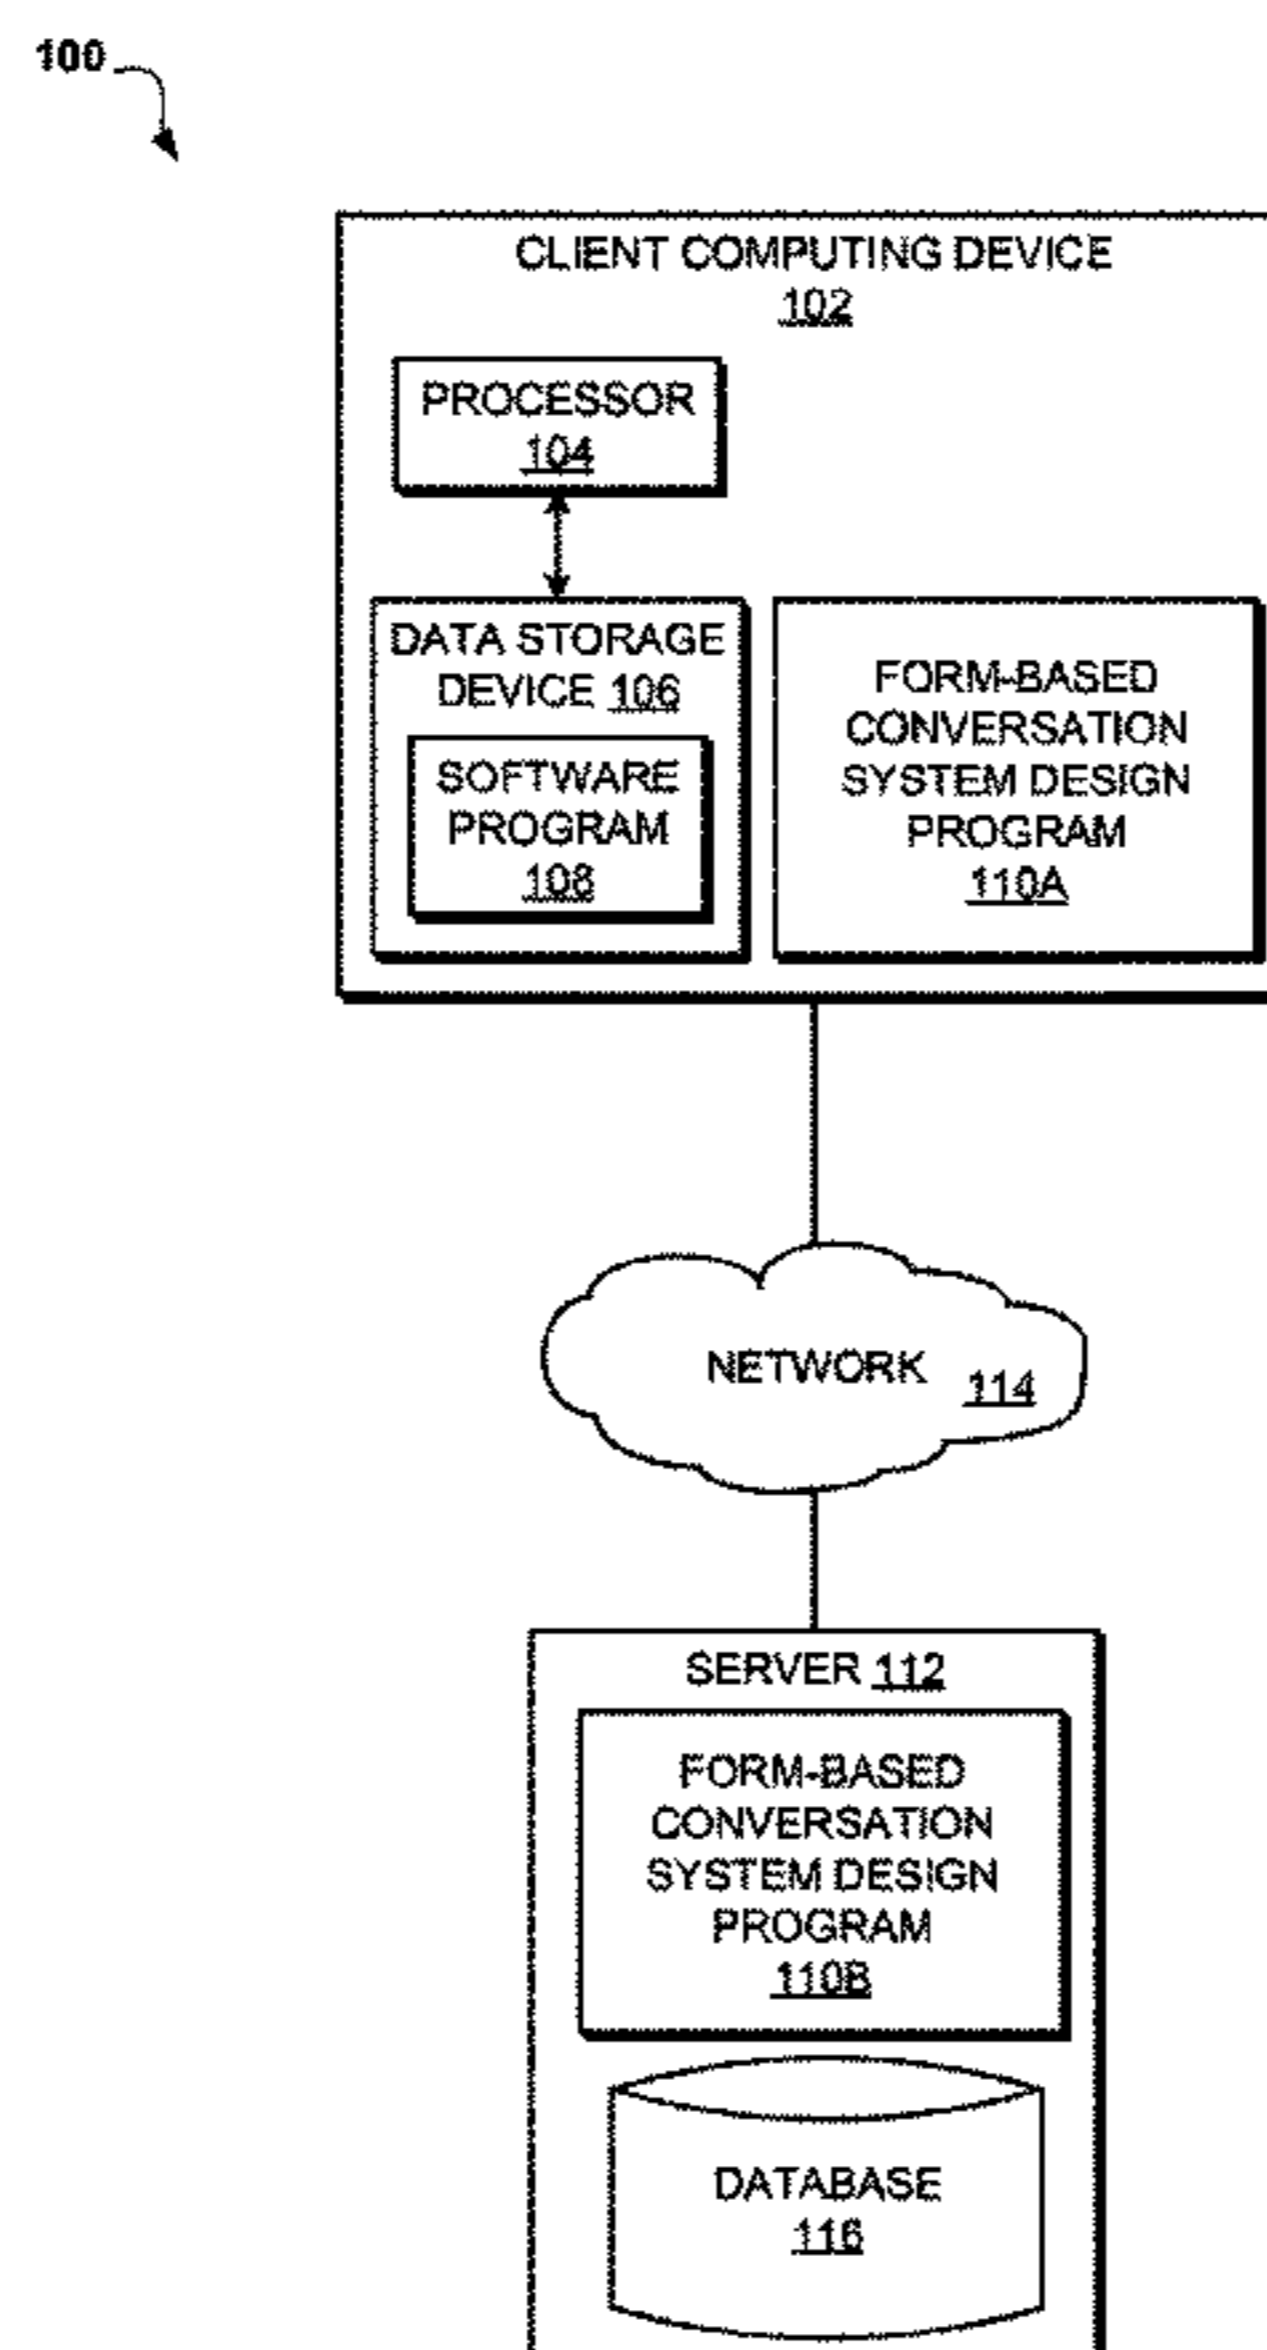 100
CLIENT COMPUTING DEVICE
102
PROCESSOR
104
DATA STORAGE
DEVICE 106
SOFTWARE
PROGRAM
108
FORM-BASED
CONVERSATION
SYSTEM DESIGN
PROGRAM
110A
NETWORK 114
SERVER 112
FORM-BASED
CONVERSATION
SYSTEM DESIGN
PROGRAM
110B
DATABASE
116